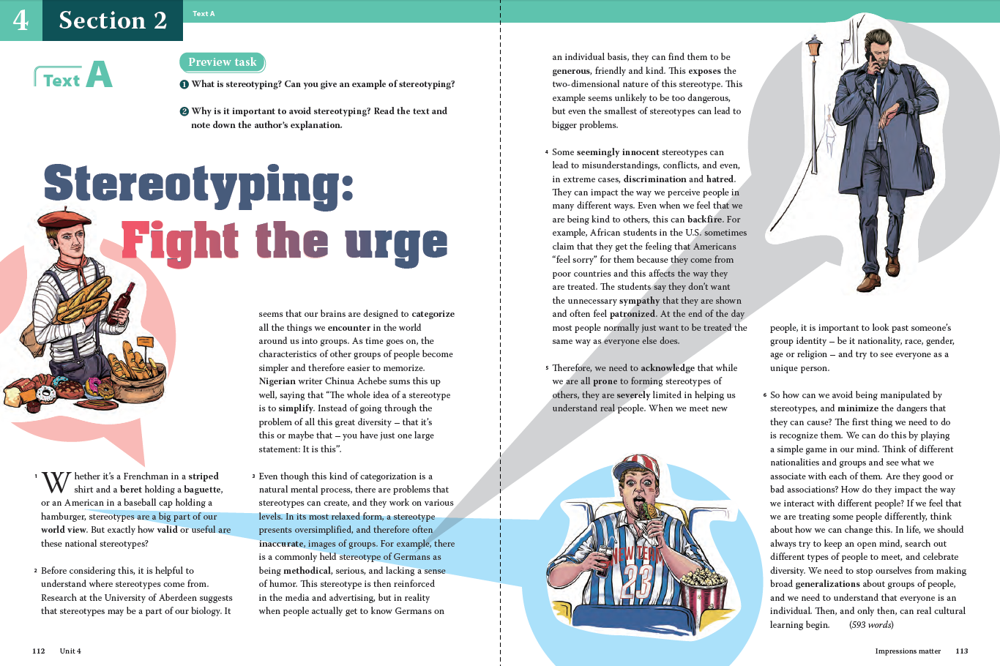 4 Section 2
Text A
Text A
Preview task
1 What is stereotyping? Can you give an example of stereotyping?
2 Why is it important to avoid stereotyping? Read the text and
note down the author's explanation.
Stereotyping:
Fight the urge
1 Whether it's a Frenchman in a striped
shirt and a beret holding a baguette,
or an American in a baseball cap holding a
hamburger, stereotypes are a big part of our
world view. But exactly how valid or useful are
these national stereotypes?
2 Before considering this, it is helpful to
understand where stereotypes come from.
Research at the University of Aberdeen suggests
that stereotypes may be a part of our biology. It
seems that our brains are designed to categorize
all the things we encounter in the world
around us into groups. As time goes on, the
characteristics of other groups of people become
simpler and therefore easier to memorize.
Nigerian writer Chinua Achebe sums this up
well, saying that “The whole idea of a stereotype
is to simplify. Instead of going through the
problem of all this great diversity – that it's
this or maybe that – you have just one large
statement: It is this”.
3 Even though this kind of categorization is a
natural mental process, there are problems that
stereotypes can create, and they work on various
levels. In its most relaxed form, a stereotype
presents oversimplified, and therefore often
inaccurate, images of groups. For example, there
is a commonly held stereotype of Germans as
being methodical, serious, and lacking a sense
of humor. This stereotype is then reinforced
in the media and advertising, but in reality
when people actually get to know Germans on
112 Unit 4
an individual basis, they can find them to be
generous, friendly and kind. This exposes the
two-dimensional nature of this stereotype. This
example seems unlikely to be too dangerous,
but even the smallest of stereotypes can lead to
bigger problems.
4 Some seemingly innocent stereotypes can
lead to misunderstandings, conflicts, and even,
in extreme cases, discrimination and hatred.
They can impact the way we perceive people in
many different ways. Even when we feel that we
are being kind to others, this can backfire. For
example, African students in the U.S. sometimes
claim that they get the feeling that Americans
“feel sorry” for them because they come from
poor countries and this affects the way they
are treated. The students say they don't want
the unnecessary sympathy that they are shown
and often feel patronized. At the end of the day
most people normally just want to be treated the
same way as everyone else does.
5 Therefore, we need to acknowledge that while
we are all prone to forming stereotypes of
others, they are severely limited in helping us
understand real people. When we meet new
NEW TEAM
23
people, it is important to look past someone's
group identity – be it nationality, race, gender,
age or religion – and try to see everyone as a
unique person.
6 So how can we avoid being manipulated by
stereotypes, and minimize the dangers that
they can cause? The first thing we need to do
is recognize them. We can do this by playing
a simple game in our mind. Think of different
nationalities and groups and see what we
associate with each of them. Are they good or
bad associations? How do they impact the way
we interact with different people? If we feel that
we are treating some people differently, think
about how we can change this. In life, we should
always try to keep an open mind, search out
different types of people to meet, and celebrate
diversity. We need to stop ourselves from making
broad generalizations about groups of people,
and we need to understand that everyone is an
individual. Then, and only then, can real cultural
learning begin. (593 words)
Impressions matter 113